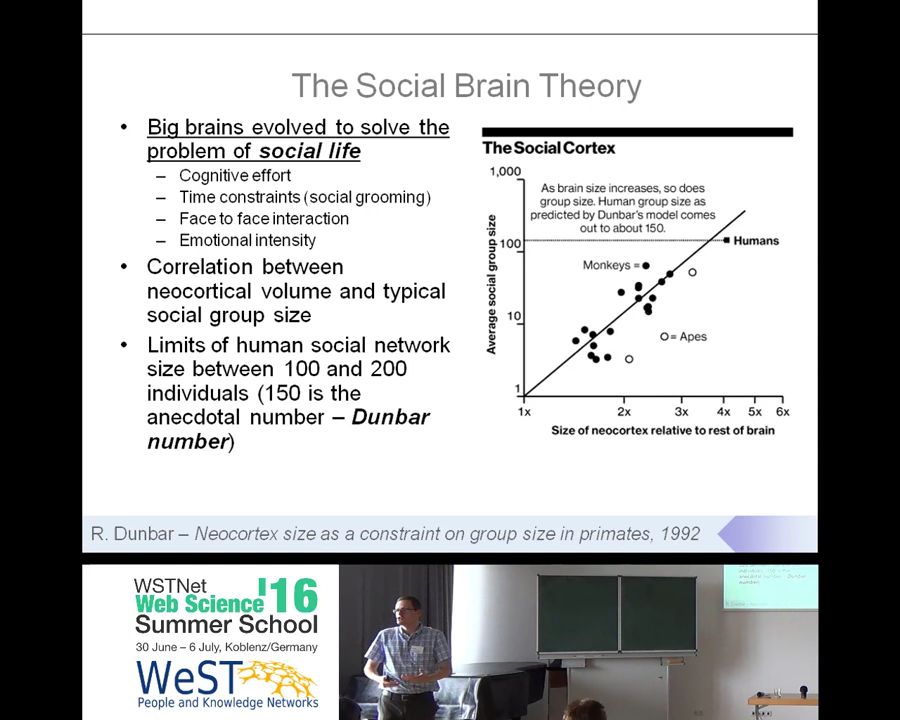 The Social Brain Theory
• Big brains evolved to solve the
problem of social life
– Cognitive effort
– Time constraints (social grooming)
– Face to face interaction
– Emotional intensity
• Correlation between
neocortical volume and typical
social group size
• Limits of human social network
size between 100 and 200
individuals (150 is the
anecdotal number – Dunbar
number)
The Social Cortex
1,000
As brain size increases, so does
group size. Human group size as
predicted by Dunbar's model comes
out to about 150.
100
Humans
Monkeys =
10
= Apes
1
Average social group size
1x 2x 3x 4x 5x 6x
Size of neocortex relative to rest of brain
R. Dunbar – Neocortex size as a constraint on group size in primates, 1992
WSTNet
Web Science '16
Summer School
30 June – 6 July, Koblenz/Germany
WeST
People and Knowledge Networks